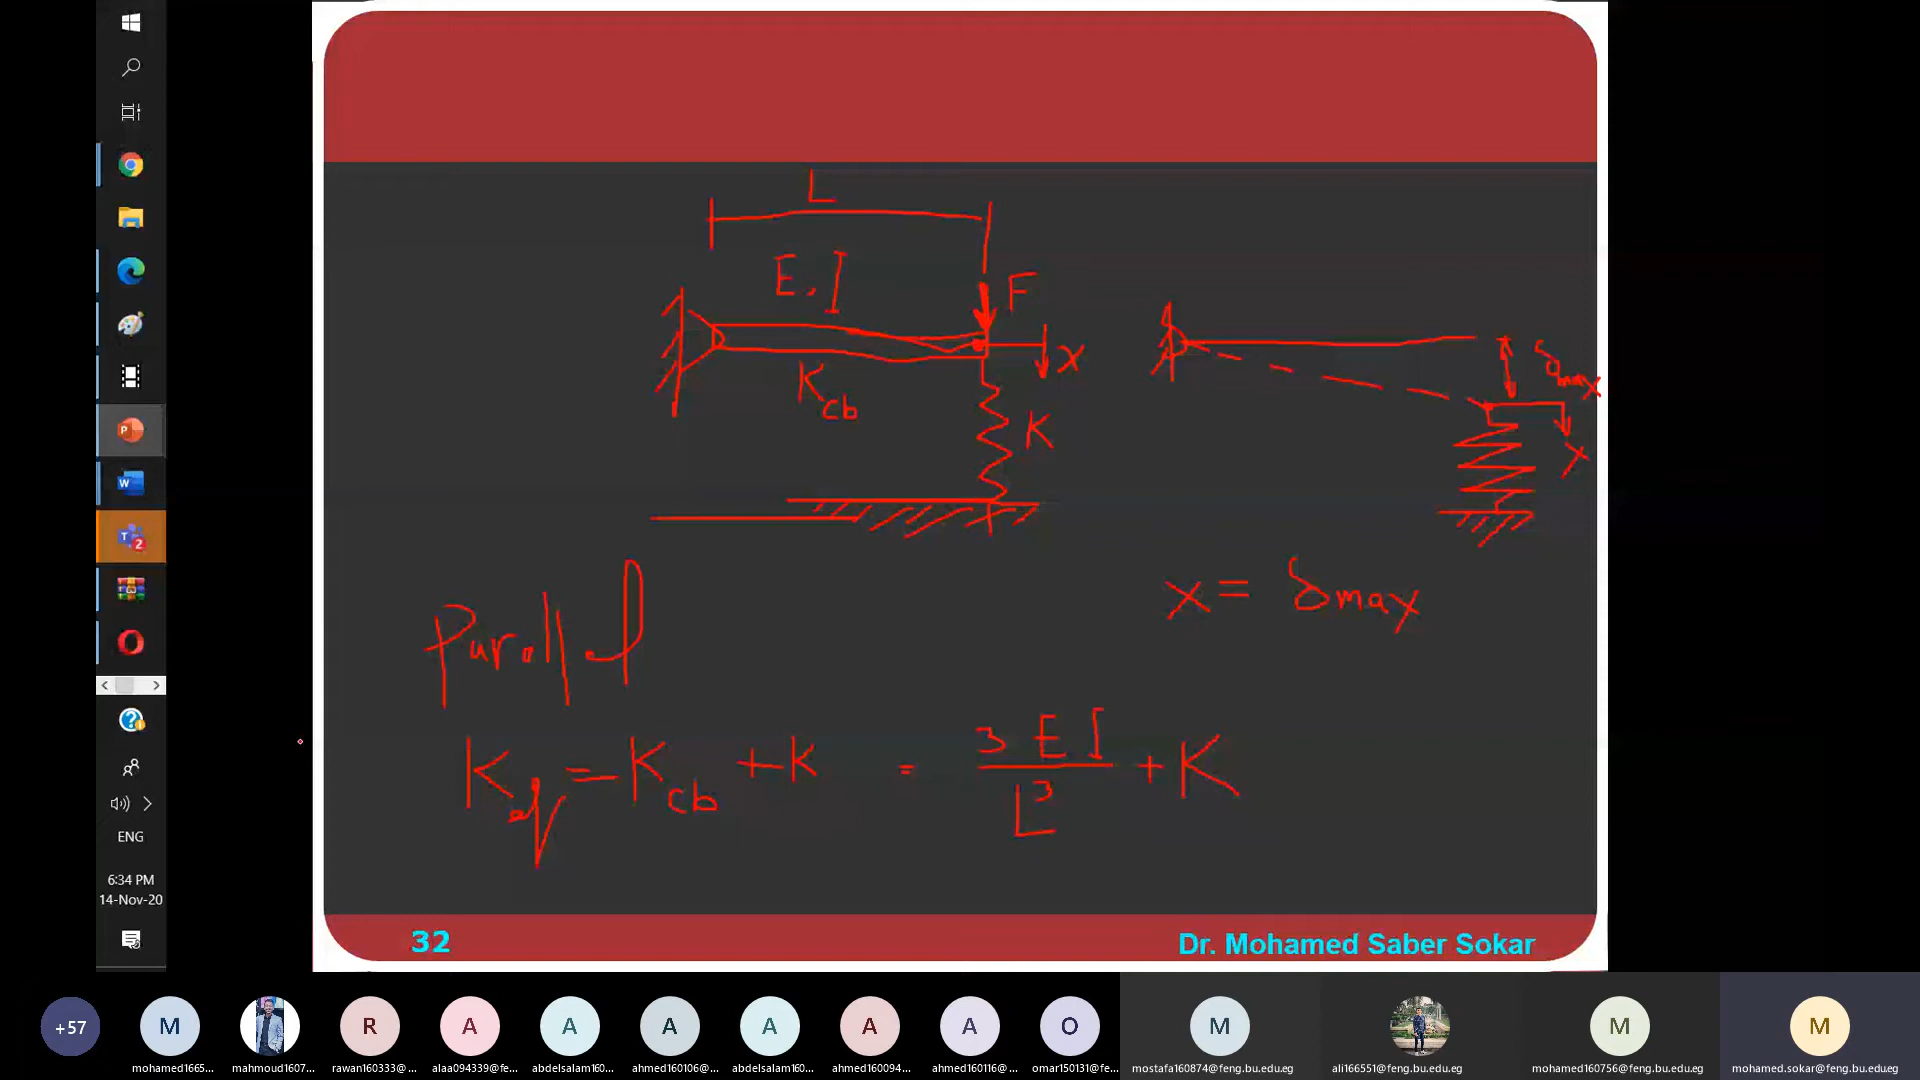 L
E, I
F
x
K
cb
K
δmax
x
x = δmax
Parallel
Keq = Kcb + K = 3 E I / L³ + K
32
Dr. Mohamed Saber Sokar
ENG
6:34 PM
14-Nov-20
+57
M
R
A
A
A
A
A
A
O
M
M
M
mohamed1665...
mahmoud1607...
rawan160333@...
alaa094339@fe...
abdelsalam160...
ahmed160106@...
abdelsalam160...
ahmed160094...
ahmed160116@...
omar150131@fe...
mostafa160874@feng.bu.edu.eg
ali166551@feng.bu.edu.eg
mohamed160756@feng.bu.edu.eg
mohamed.sokar@feng.bu.edu.eg